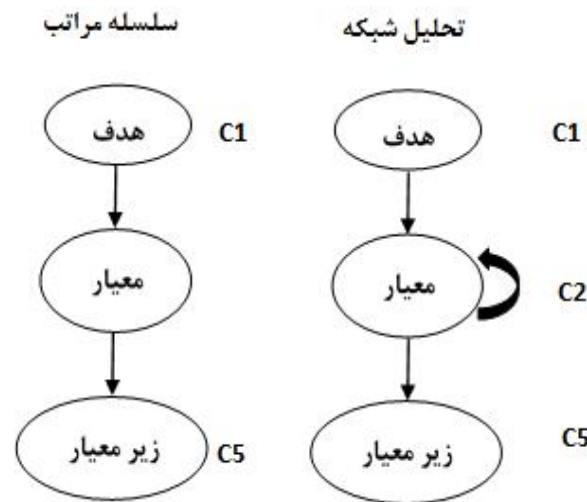 تحلیل شبکه
سلسله مراتب
هدف C1
هدف C1
معیار C2
معیار
زیر معیار C5
زیر معیار C5